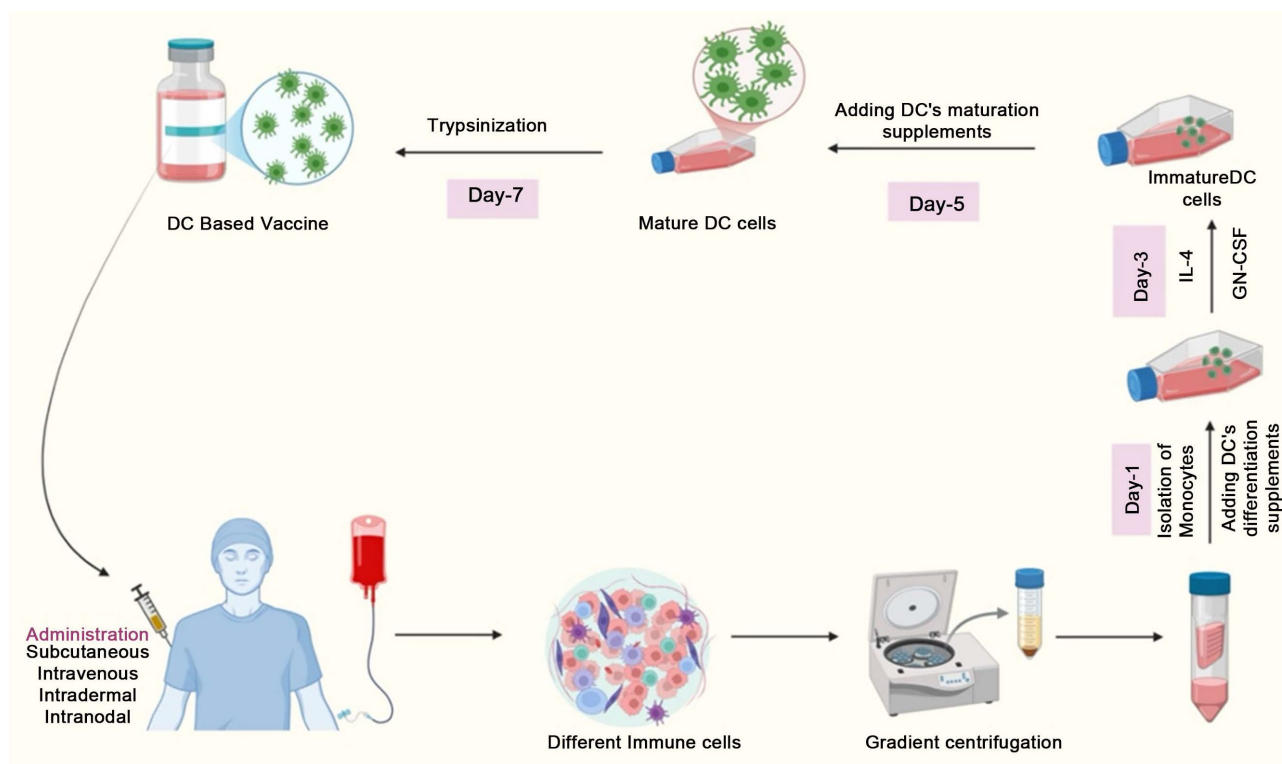 Trypsinization
Day-7
DC Based Vaccine
Adding DC's maturation
supplements
Day-5
Mature DC cells
ImmatureDC
cells
Day-3
IL-4
GN-CSF
Day-1
Isolation of
Monocytes
Adding DC's
differentiation
supplements
Administration
Subcutaneous
Intravenous
Intradermal
Intranodal
Different Immune cells
Gradient centrifugation